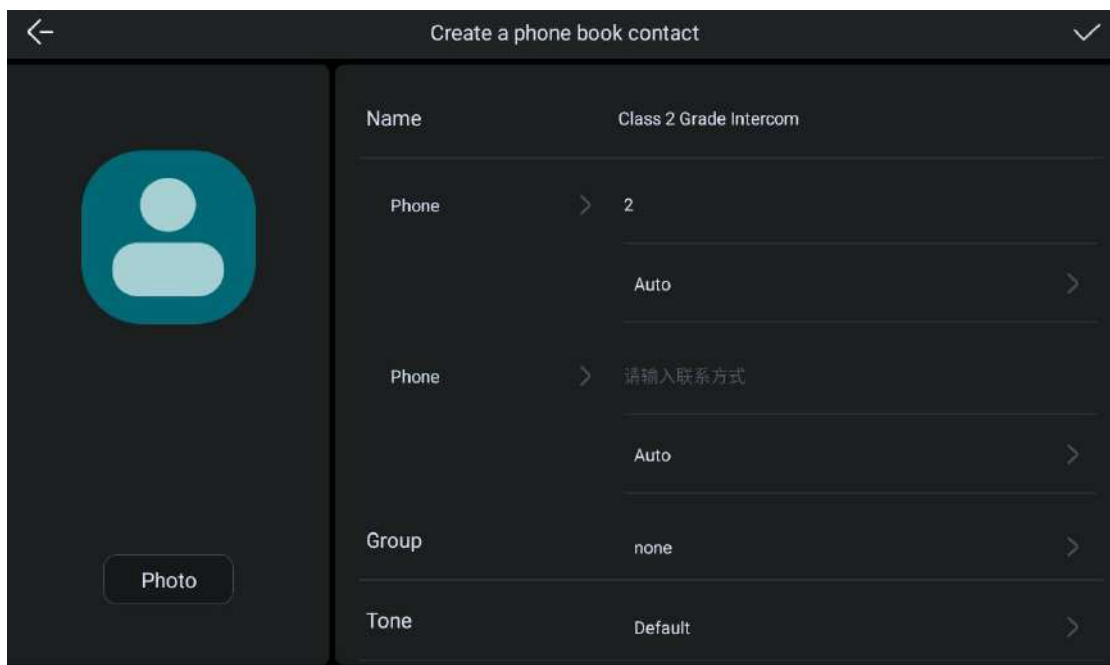 Create a phone book contact
Name
Class 2 Grade Intercom
Phone
2
Auto
Phone
请输入联系方式
Auto
Group
none
Photo
Tone
Default